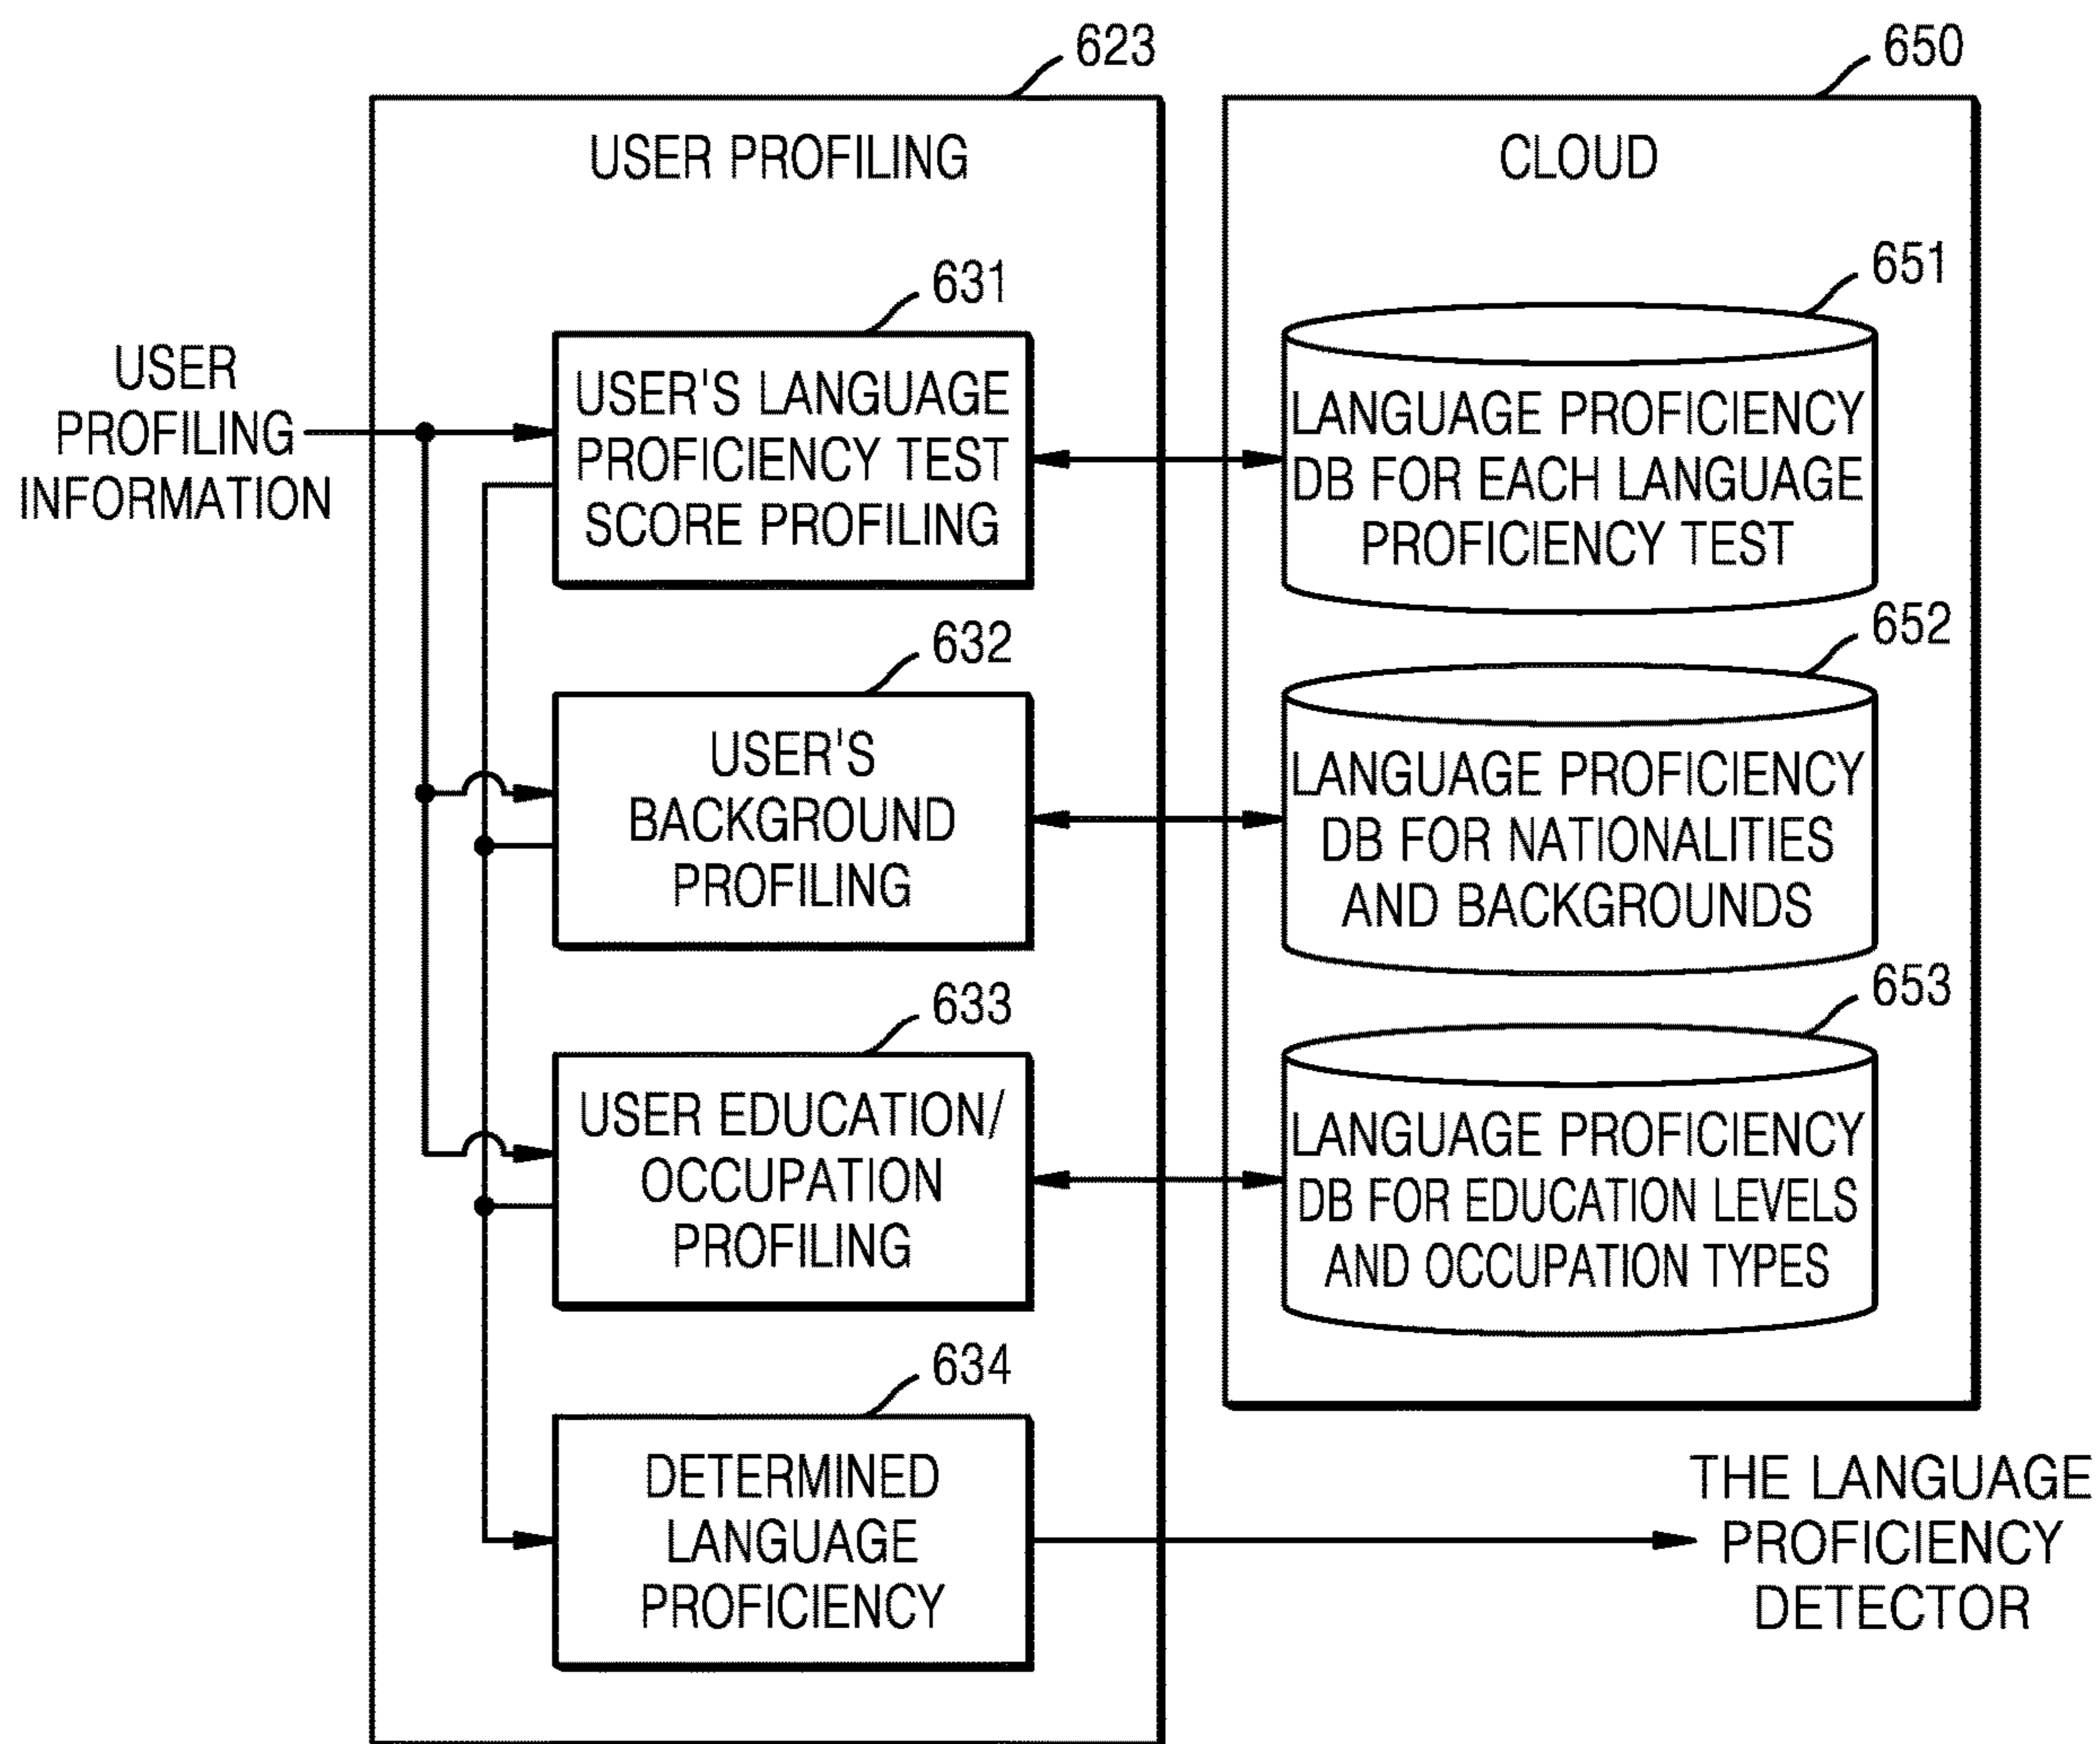 623
650
USER PROFILING
CLOUD
631
651
USER
PROFILING
INFORMATION
USER'S LANGUAGE
PROFICIENCY TEST
SCORE PROFILING
LANGUAGE PROFICIENCY
DB FOR EACH LANGUAGE
PROFICIENCY TEST
632
652
USER'S
BACKGROUND
PROFILING
LANGUAGE PROFICIENCY
DB FOR NATIONALITIES
AND BACKGROUNDS
633
653
USER EDUCATION/
OCCUPATION
PROFILING
LANGUAGE PROFICIENCY
DB FOR EDUCATION LEVELS
AND OCCUPATION TYPES
634
DETERMINED
LANGUAGE
PROFICIENCY
THE LANGUAGE
PROFICIENCY
DETECTOR